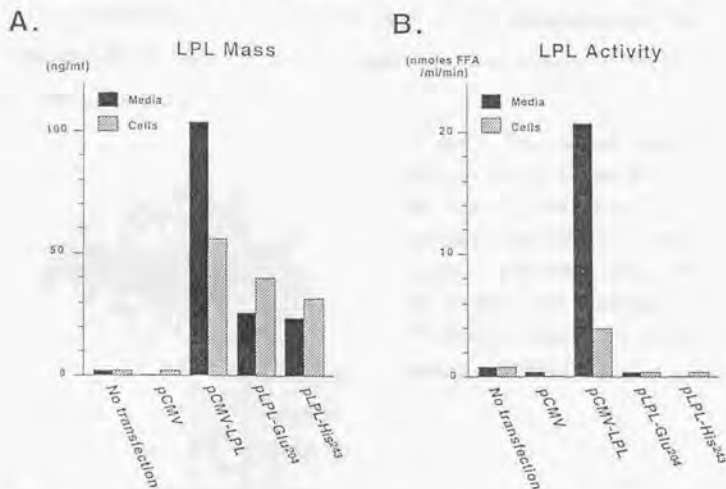 A.
LPL Mass
(ng/ml)
Media
Cells
100
50
0
No transfection
pCMV
pCMV-LPL
pLPL-Glu204
pLPL-His243
B.
LPL Activity
(nmoles FFA
/ml/min)
Media
Cells
20
10
0
No transfection
pCMV
pCMV-LPL
pLPL-Glu204
pLPL-His243